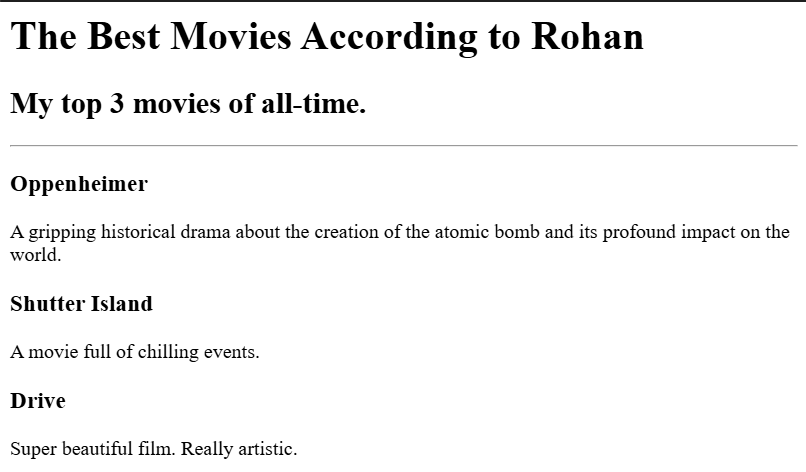 The Best Movies According to Rohan
My top 3 movies of all-time.
Oppenheimer
A gripping historical drama about the creation of the atomic bomb and its profound impact on the
world.
Shutter Island
A movie full of chilling events.
Drive
Super beautiful film. Really artistic.